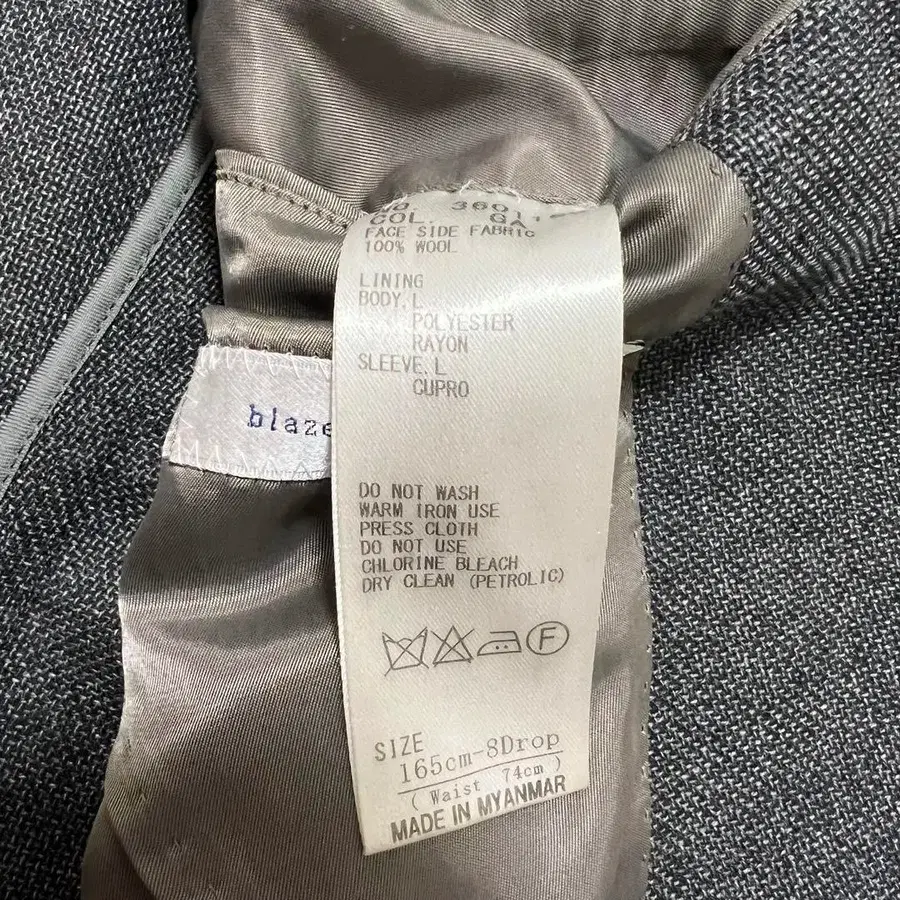 COL. GA
FACE SIDE FABRIC
100% WOOL
LINING
BODY. L
POLYESTER
RAYON
SLEEVE. L
CUPRO
blaze
DO NOT WASH
WARM IRON USE
PRESS CLOTH
DO NOT USE
CHLORINE BLEACH
DRY CLEAN (PETROLIC)
F
SIZE
165cm-8Drop
(Waist 74cm)
MADE IN MYANMAR